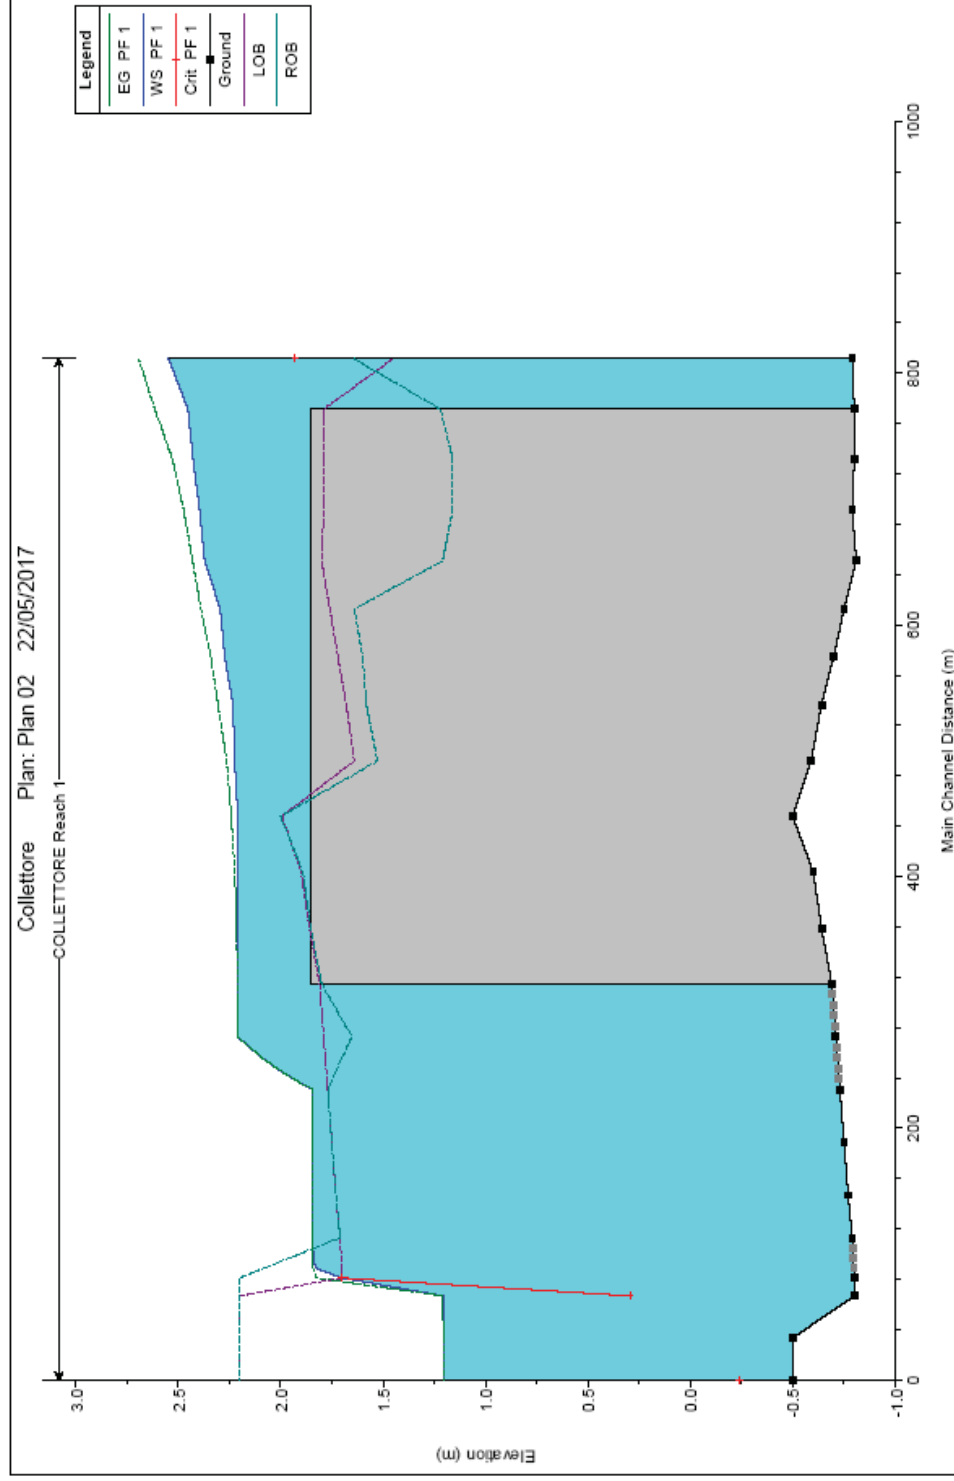 Collettore Plan: Plan 02 22/05/2017
COLLETTORE Reach 1
Legend
EG PF 1
WS PF 1
Crit PF 1
Ground
LOB
ROB
3.0
2.5
2.0
1.5
1.0
0.5
0.0
-0.5
-1.0
Elevation (m)
0
200
400
600
800
1000
Main Channel Distance (m)